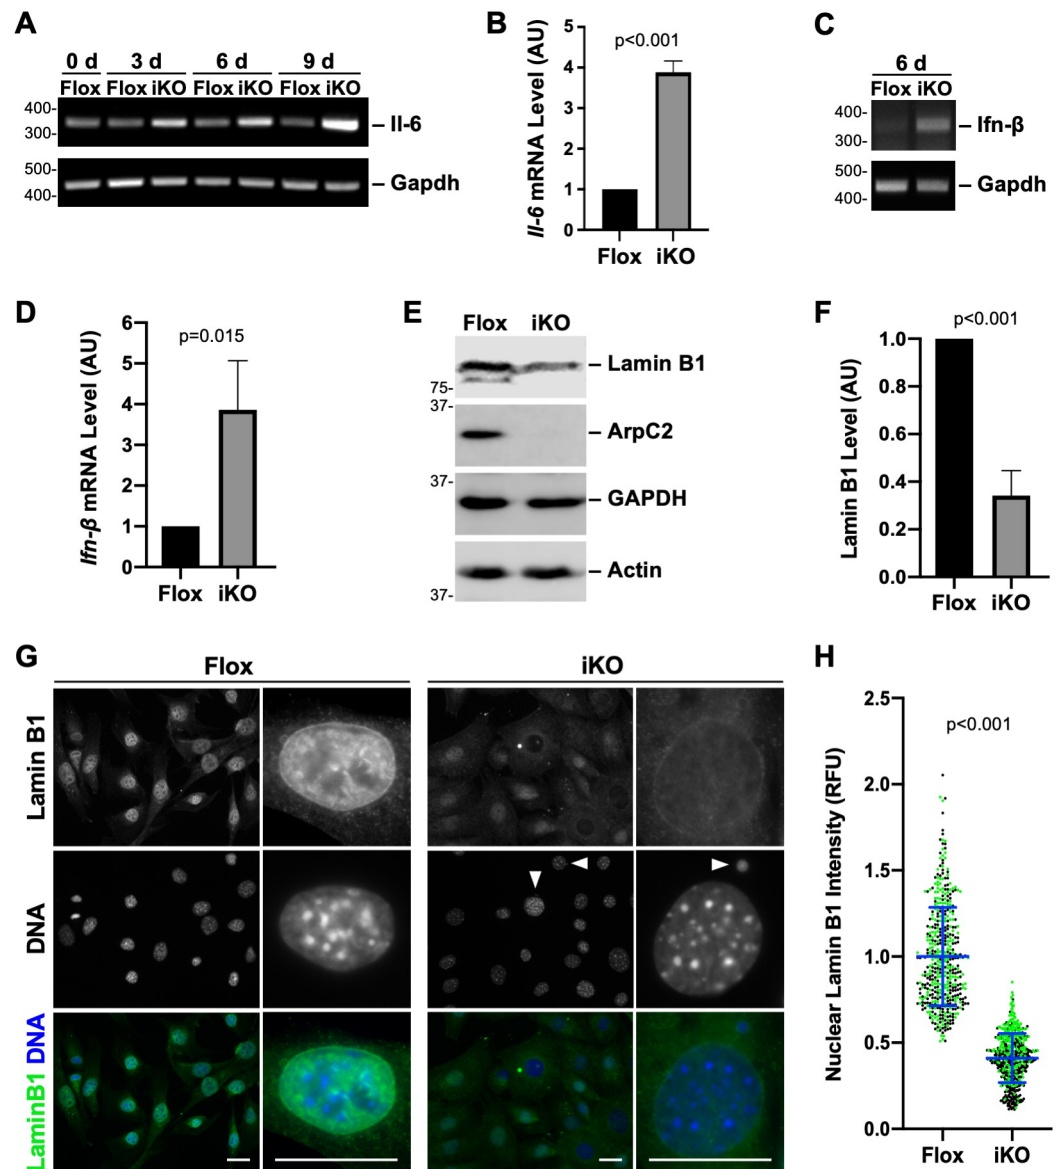 A
0 d 3 d 6 d 9 d
Flox Flox iKO Flox iKO Flox iKO
400-
300-
Il-6
500-
400-
Gapdh
B
Il-6 mRNA Level (AU)
5
4
3
2
1
0
p<0.001
Flox iKO
C
6 d
Flox iKO
400-
300-
Ifn-β
500-
400-
Gapdh
D
Ifn-β mRNA Level (AU)
6
5
4
3
2
1
0
p=0.015
Flox iKO
E
Flox iKO
Lamin B1
75-
37-
ArpC2
37-
GAPDH
Actin
37-
F
Lamin B1 Level (AU)
1.0
0.8
0.6
0.4
0.2
0.0
p<0.001
Flox iKO
G
Flox iKO
Lamin B1
DNA
LaminB1 DNA
H
Nuclear Lamin B1 Intensity (RFU)
2.5
2.0
1.5
1.0
0.5
0.0
p<0.001
Flox iKO